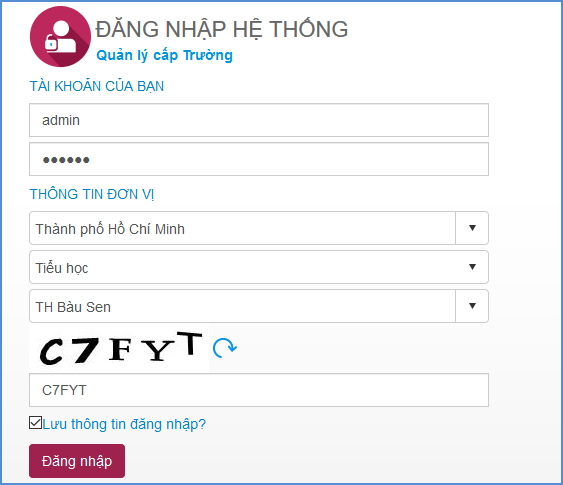 ĐĂNG NHẬP HỆ THỐNG
Quản lý cấp Trường
TÀI KHOẢN CỦA BẠN
admin
••••••
THÔNG TIN ĐƠN VỊ
Thành phố Hồ Chí Minh
Tiểu học
TH Bàu Sen
C7FYT
C7FYT
Lưu thông tin đăng nhập?
Đăng nhập